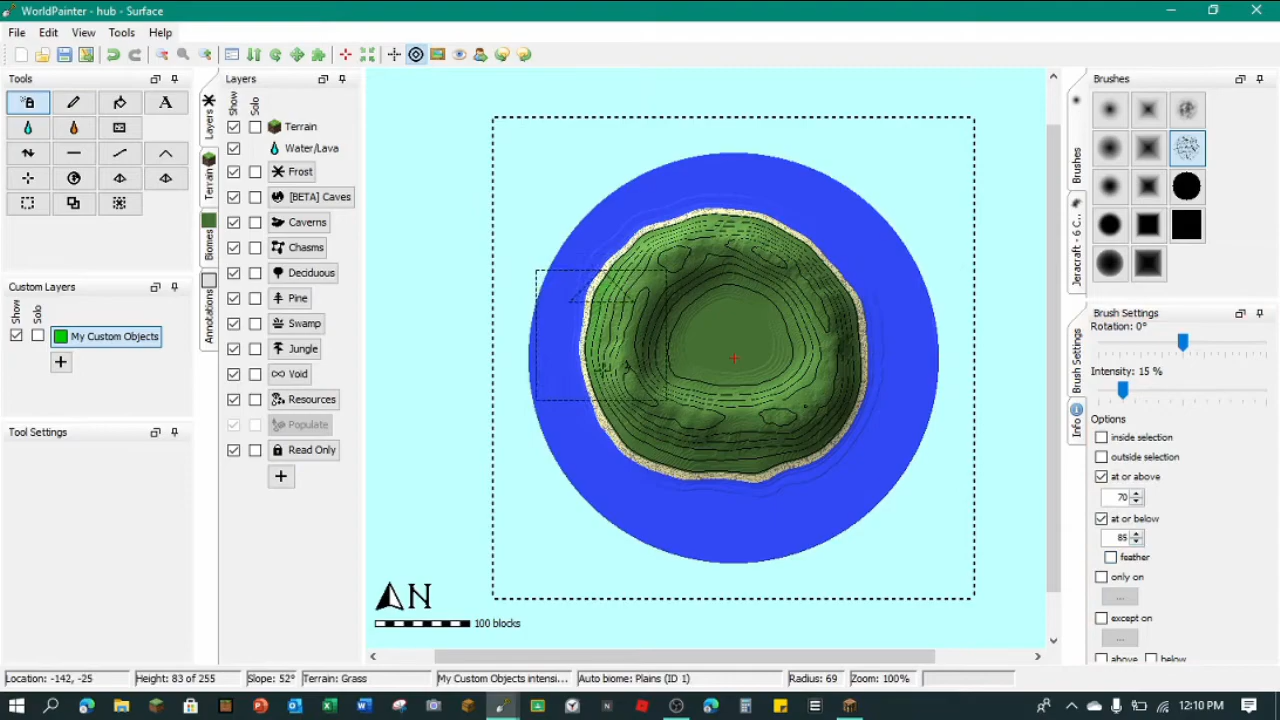 WorldPainter - hub - Surface
File Edit View Tools Help
Tools
Layers
Terrain
Biomes
Annotations
Layers
Show
Solo
Terrain
Water/Lava
Frost
[BETA] Caves
Caverns
Chasms
Deciduous
Pine
Swamp
Jungle
Void
Resources
Populate
Read Only
+
Custom Layers
Show
Solo
My Custom Objects
+
Tool Settings
N
100 blocks
Brushes
Brushes
Jeracraft - 6 C...
Brush Settings
Info
Brush Settings
Rotation: 0°
Intensity: 15 %
Options
inside selection
outside selection
at or above
70
at or below
85
feather
only on
...
except on
...
above below
Location: -142, -25 Height: 83 of 255 Slope: 52° Terrain: Grass My Custom Objects intensi... Auto biome: Plains (ID 1) Radius: 69 Zoom: 100%
12:10 PM